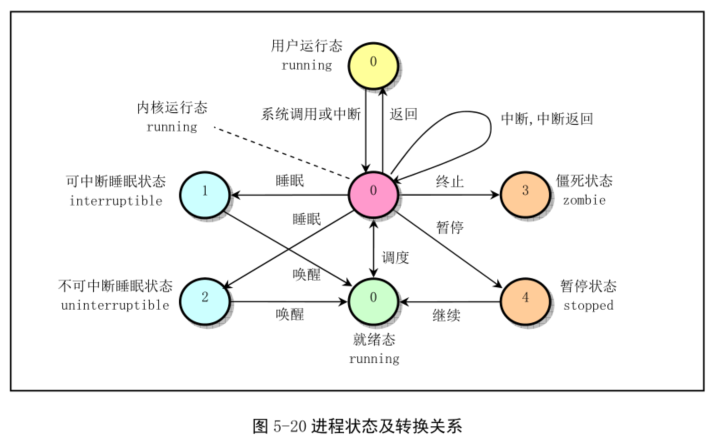 用户运行态
running
0
系统调用或中断
返回
内核运行态
running
中断,中断返回
可中断睡眠状态
interruptible
1
睡眠
0
终止
3
僵死状态
zombie
睡眠
暂停
唤醒
调度
不可中断睡眠状态
uninterruptible
2
唤醒
0
继续
4
暂停状态
stopped
就绪态
running
图 5-20 进程状态及转换关系